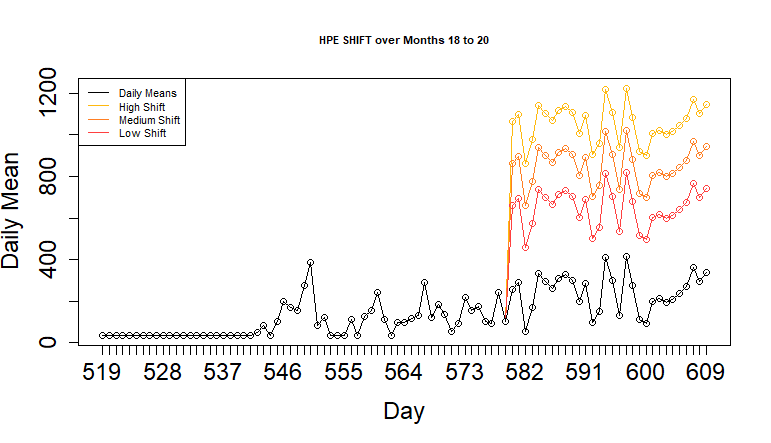 HPE SHIFT over Months 18 to 20
Daily Means
High Shift
Medium Shift
Low Shift
Daily Mean
1200
800
400
0
519 528 537 546 555 564 573 582 591 600 609
Day